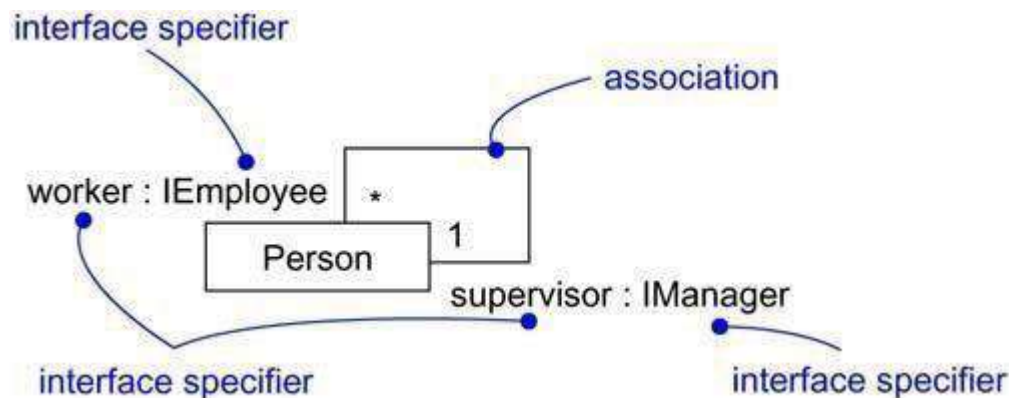 interface specifier
association
worker : IEmployee
*
1
Person
supervisor : IManager
interface specifier
interface specifier